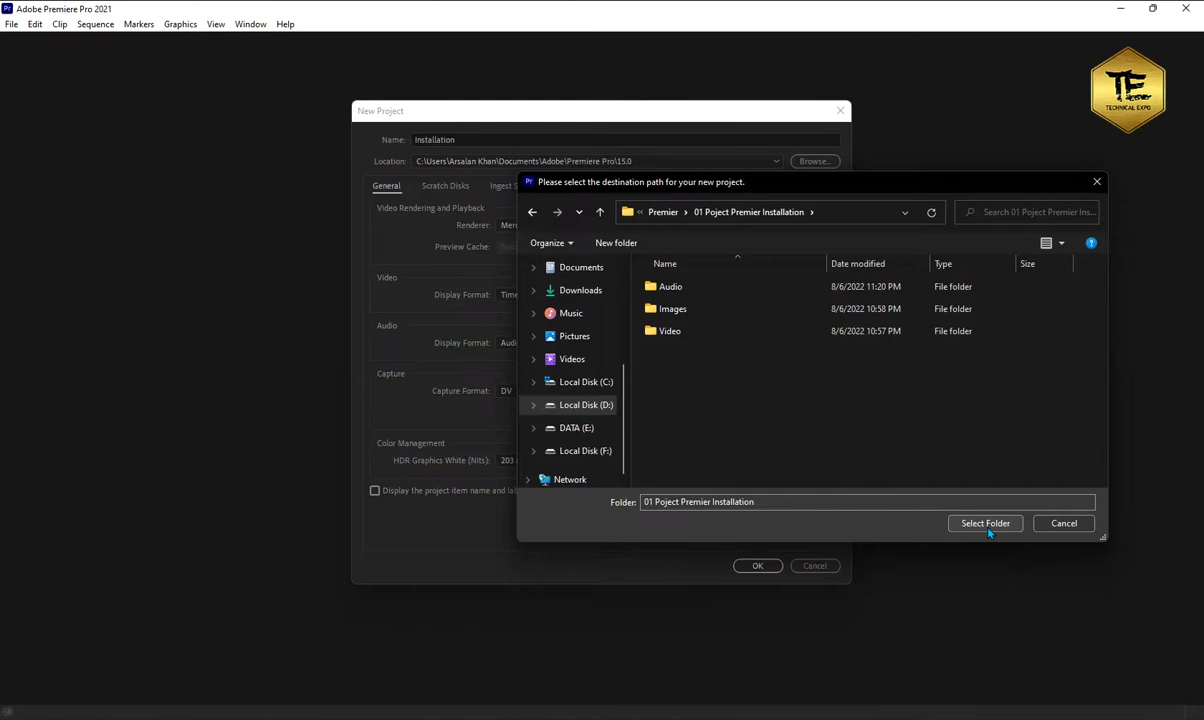 Adobe Premiere Pro 2021
File Edit Clip Sequence Markers Graphics View Window Help
TE
TECHNICAL EXPO
New Project
Name: Installation
Location: C:\Users\Arsalan Khan\Documents\Adobe\Premiere Pro\15.0 Browse...
General Scratch Disks Ingest S
Please select the destination path for your new project.
Video Rendering and Playback
Renderer: Merc
Preview Cache:
Video
Display Format: Time
Audio
Display Format: Audi
Capture
Capture Format: DV
Color Management
HDR Graphics White (Nits): 203
Display the project item name and lab
OK Cancel
« Premier › 01 Poject Premier Installation › Search 01 Poject Premier Ins...
Organize New folder
Name Date modified Type Size
Documents
Downloads
Music
Pictures
Videos
Local Disk (C:)
Local Disk (D:)
DATA (E:)
Local Disk (F:)
Network
Audio 8/6/2022 11:20 PM File folder
Images 8/6/2022 10:58 PM File folder
Video 8/6/2022 10:57 PM File folder
Folder: 01 Poject Premier Installation
Select Folder Cancel